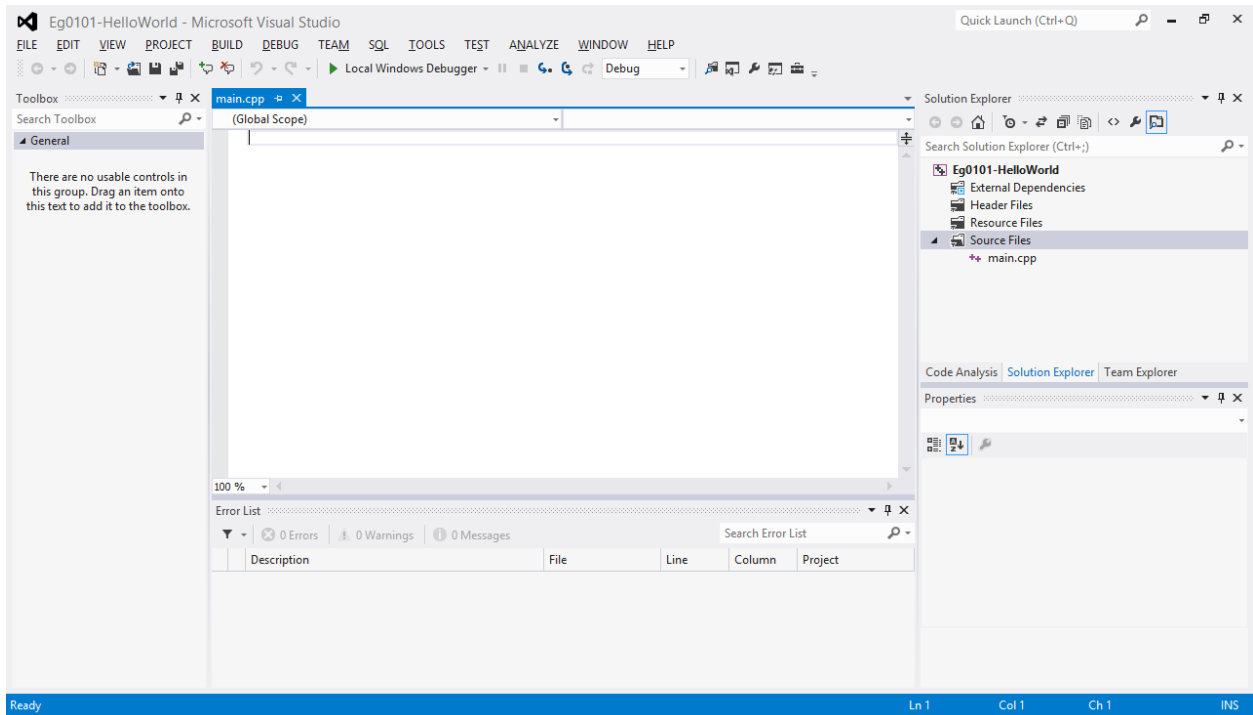 Eg0101-HelloWorld - Microsoft Visual Studio
Quick Launch (Ctrl+Q)
FILE EDIT VIEW PROJECT BUILD DEBUG TEAM SQL TOOLS TEST ANALYZE WINDOW HELP
Local Windows Debugger
Debug
Toolbox
Search Toolbox
General
There are no usable controls in
this group. Drag an item onto
this text to add it to the toolbox.
main.cpp
(Global Scope)
100 %
Error List
0 Errors 0 Warnings 0 Messages
Search Error List
Description File Line Column Project
Solution Explorer
Search Solution Explorer (Ctrl+;)
Eg0101-HelloWorld
External Dependencies
Header Files
Resource Files
Source Files
main.cpp
Code Analysis Solution Explorer Team Explorer
Properties
Ready Ln 1 Col 1 Ch 1 INS